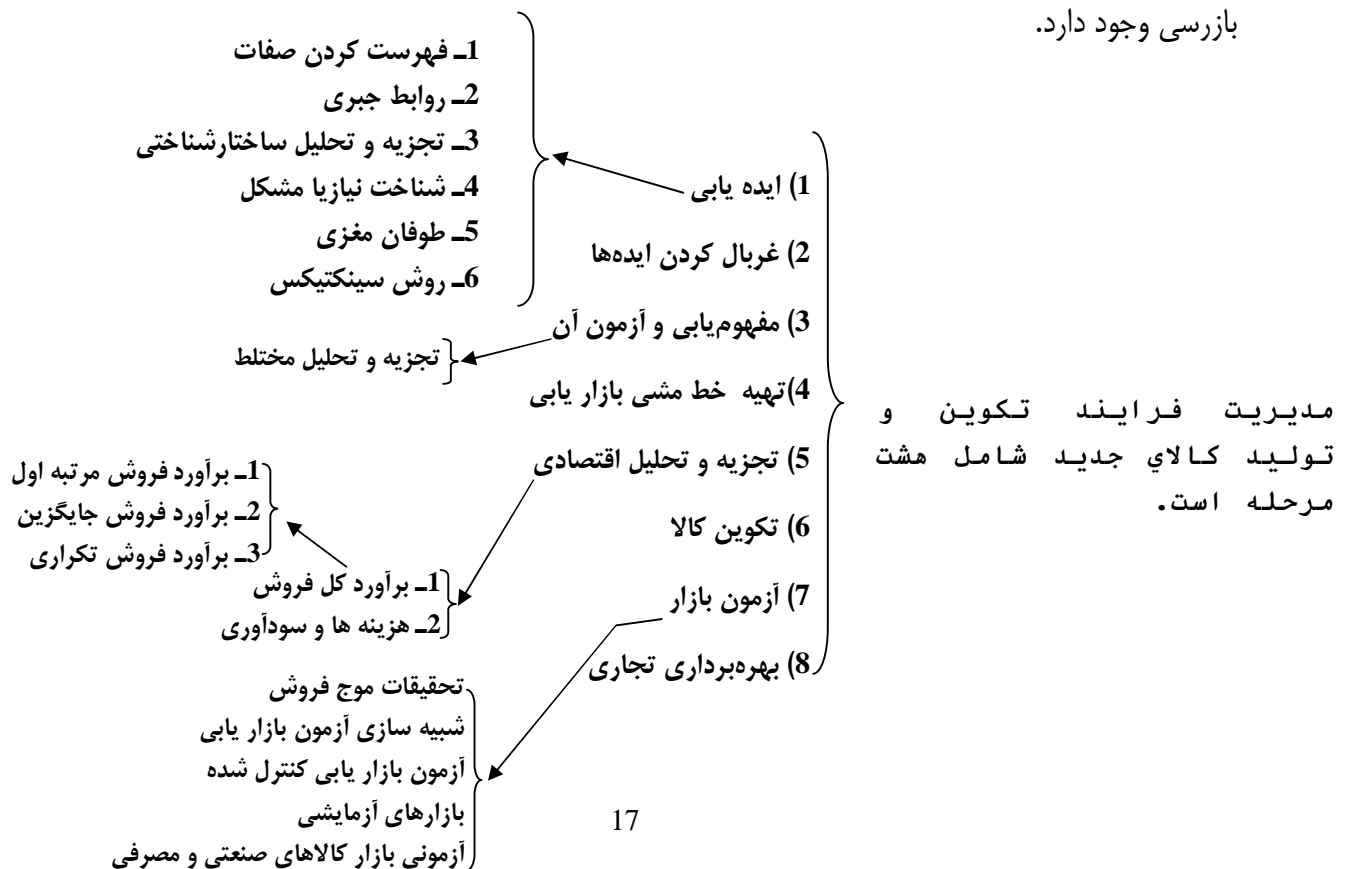 بازرسی وجود دارد.
مدیریت فرایند تکوین و
تولید کالاي جدید شامل هشت
مرحله است.
1) ایده یابی
2) غربال کردن ایده‌ها
3) مفهوم‌یابی و آزمون آن
4)تهیه خط مشی بازار یابی
5) تجزیه و تحلیل اقتصادی
6) تکوین کالا
7) آزمون بازار
8) بهره‌برداری تجاری
1ـ فهرست کردن صفات
2ـ روابط جبری
3ـ تجزیه و تحلیل ساختارشناختی
4ـ شناخت نیازیا مشکل
5ـ طوفان مغزی
6ـ روش سینکتیکس
تجزیه و تحلیل مختلط
1ـ برآورد کل فروش
2ـ هزینه ها و سودآوری
1ـ برآورد فروش مرتبه اول
2ـ برآورد فروش جایگزین
3ـ برآورد فروش تکراری
تحقیقات موج فروش
شبیه سازی آزمون بازار یابی
آزمون بازار یابی کنترل شده
بازارهای آزمایشی
آزمونی بازار کالاهای صنعتی و مصرفی
17